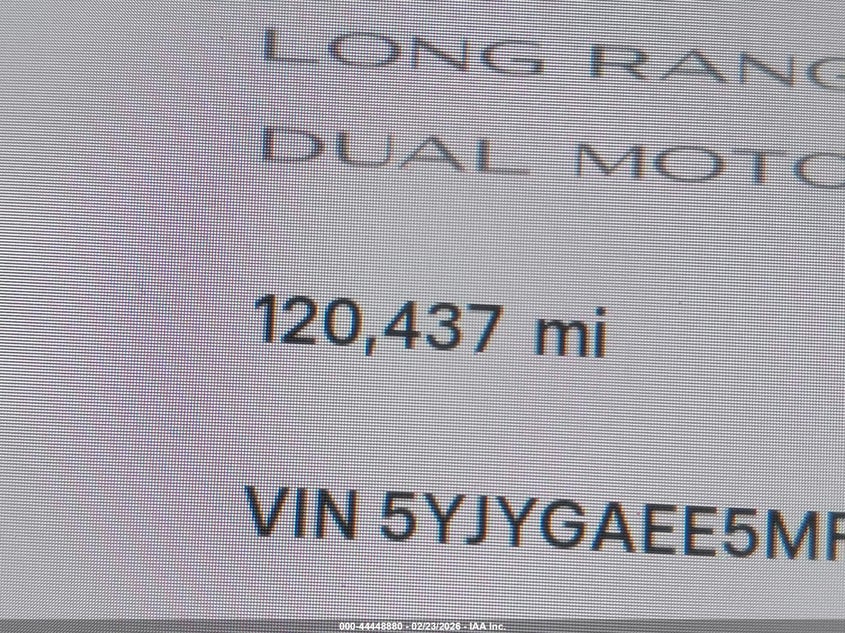 LONG RANG
DUAL MOTO
120,437 mi
VIN 5YJYGAEE5MF
000-44448880 - 02/23/2026 - IAA Inc.